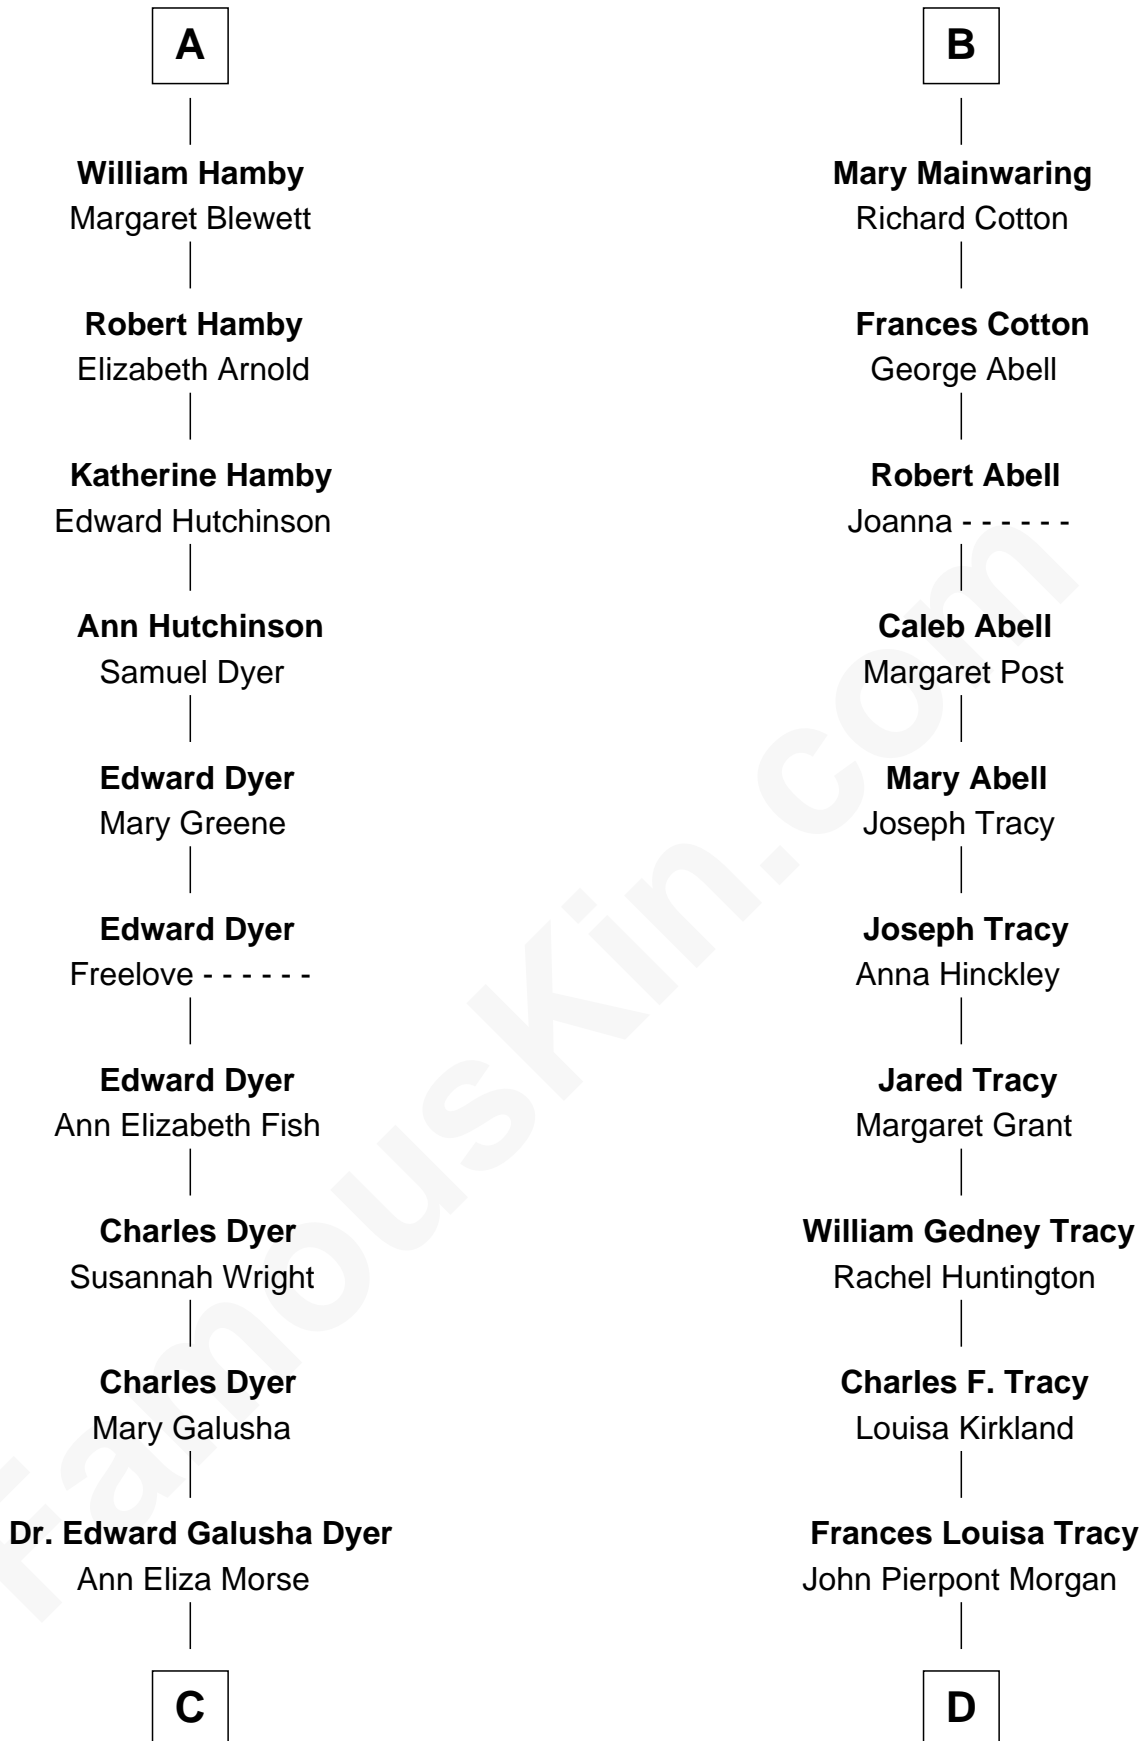 A
William Hamby
Margaret Blewett
Robert Hamby
Elizabeth Arnold
Katherine Hamby
Edward Hutchinson
Ann Hutchinson
Samuel Dyer
Edward Dyer
Mary Greene
Edward Dyer
Freelove - - - - - -
Edward Dyer
Ann Elizabeth Fish
Charles Dyer
Susannah Wright
Charles Dyer
Mary Galusha
Dr. Edward Galusha Dyer
Ann Eliza Morse
C
B
Mary Mainwaring
Richard Cotton
Frances Cotton
George Abell
Robert Abell
Joanna - - - - - -
Caleb Abell
Margaret Post
Mary Abell
Joseph Tracy
Joseph Tracy
Anna Hinckley
Jared Tracy
Margaret Grant
William Gedney Tracy
Rachel Huntington
Charles F. Tracy
Louisa Kirkland
Frances Louisa Tracy
John Pierpont Morgan
D
FamousKin.com